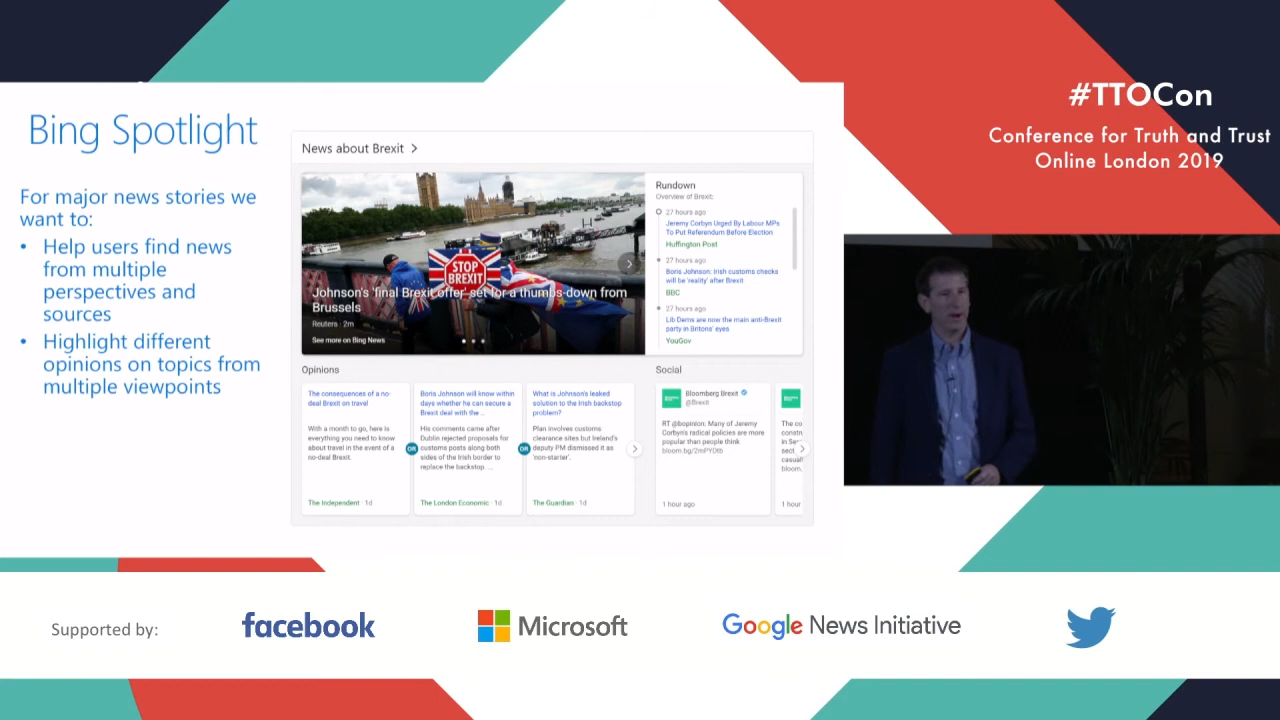 #TTOCon
Conference for Truth and Trust
Online London 2019
Bing Spotlight
For major news stories we
want to:
• Help users find news
from multiple
perspectives and
sources
• Highlight different
opinions on topics from
multiple viewpoints
News about Brexit >
STOP
BREXIT
Johnson's 'final Brexit offer' set for a thumbs-down from
Brussels
Reuters · 2m
See more on Bing News
Rundown
Overview of Brexit:
27 hours ago
Jeremy Corbyn Urged By Labour MPs
To Put Referendum Before Election
Huffington Post
27 hours ago
Boris Johnson: Irish customs checks
will be 'reality' after Brexit
BBC
27 hours ago
Lib Dems are now the main anti-Brexit
party in Britons' eyes
YouGov
Opinions
The consequences of a no-
deal Brexit on travel
With a month to go, here is
everything you need to know
about travel in the event of a
no-deal Brexit.
The Independent · 1d
OR
Boris Johnson will know within
days whether he can secure a
Brexit deal with the ...
His comments came after
Dublin rejected proposals for
customs posts along both
sides of the Irish border to
replace the backstop. ...
The London Economic · 1d
OR
What is Johnson's leaked
solution to the Irish backstop
problem?
Plan involves customs
clearance sites but Ireland's
deputy PM dismissed it as
'non-starter'.
The Guardian · 1d
Social
Bloomberg Brexit
@Brexit
RT @bopinion: Many of Jeremy
Corbyn's radical policies are more
popular than people think
1 hour ago
The co
constr
in Se
sect
casual
bloom.
1 hour
Supported by:
facebook
Microsoft
Google News Initiative